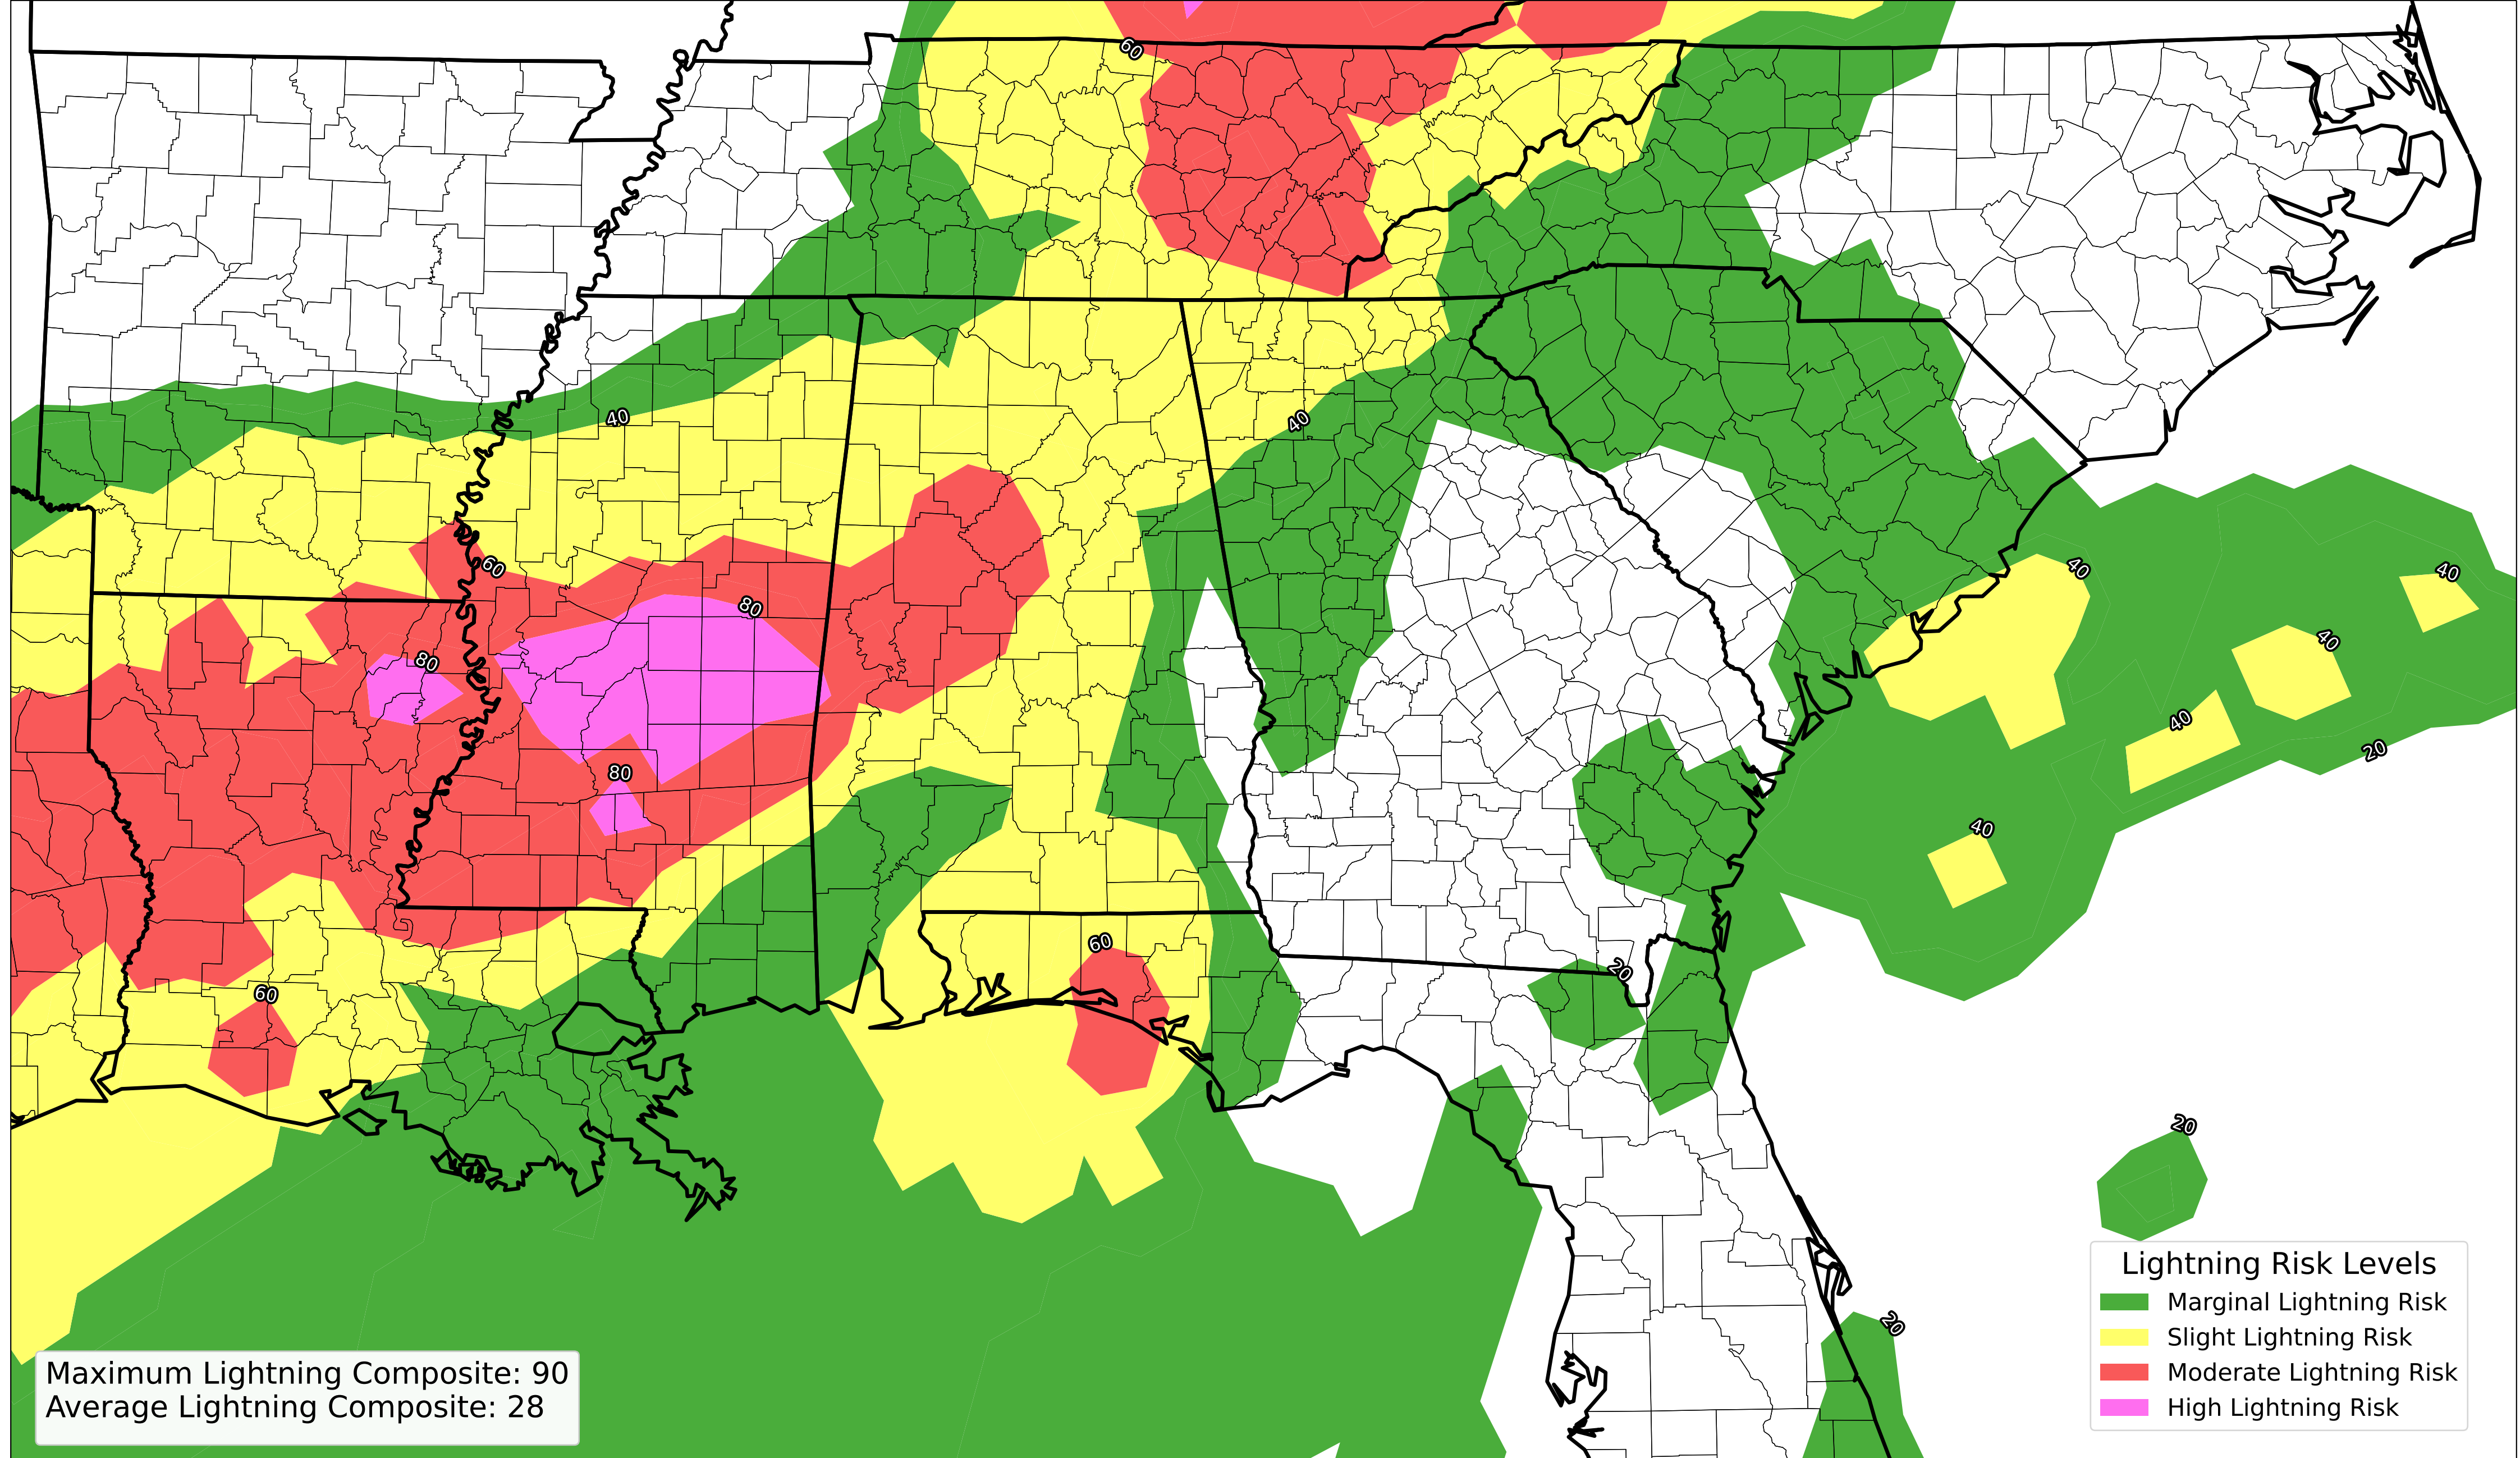 60
40
40
60
40
40
80
40
80
40
20
80
40
60
20
60
20
20
Lightning Risk Levels
Marginal Lightning Risk
Slight Lightning Risk
Moderate Lightning Risk
High Lightning Risk
Maximum Lightning Composite: 90
Average Lightning Composite: 28